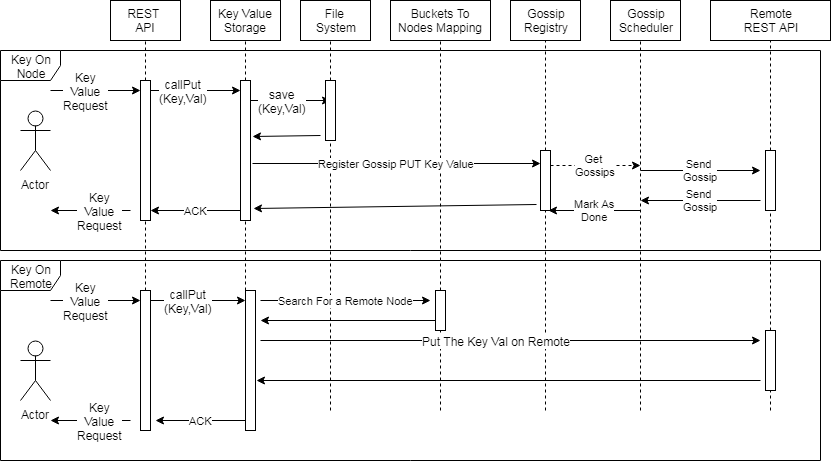 REST
API
Key Value
Storage
File
System
Buckets To
Nodes Mapping
Gossip
Registry
Gossip
Scheduler
Remote
REST API
Key On
Node
Key
Value
Request
callPut
(Key,Val)
save
(Key,Val)
Actor
Register Gossip PUT Key Value
Get
Gossips
Send
Gossip
Key
Value
Request
ACK
Mark As
Done
Send
Gossip
Key On
Remote
Key
Value
Request
callPut
(Key,Val)
Search For a Remote Node
Put The Key Val on Remote
Actor
Key
Value
Request
ACK